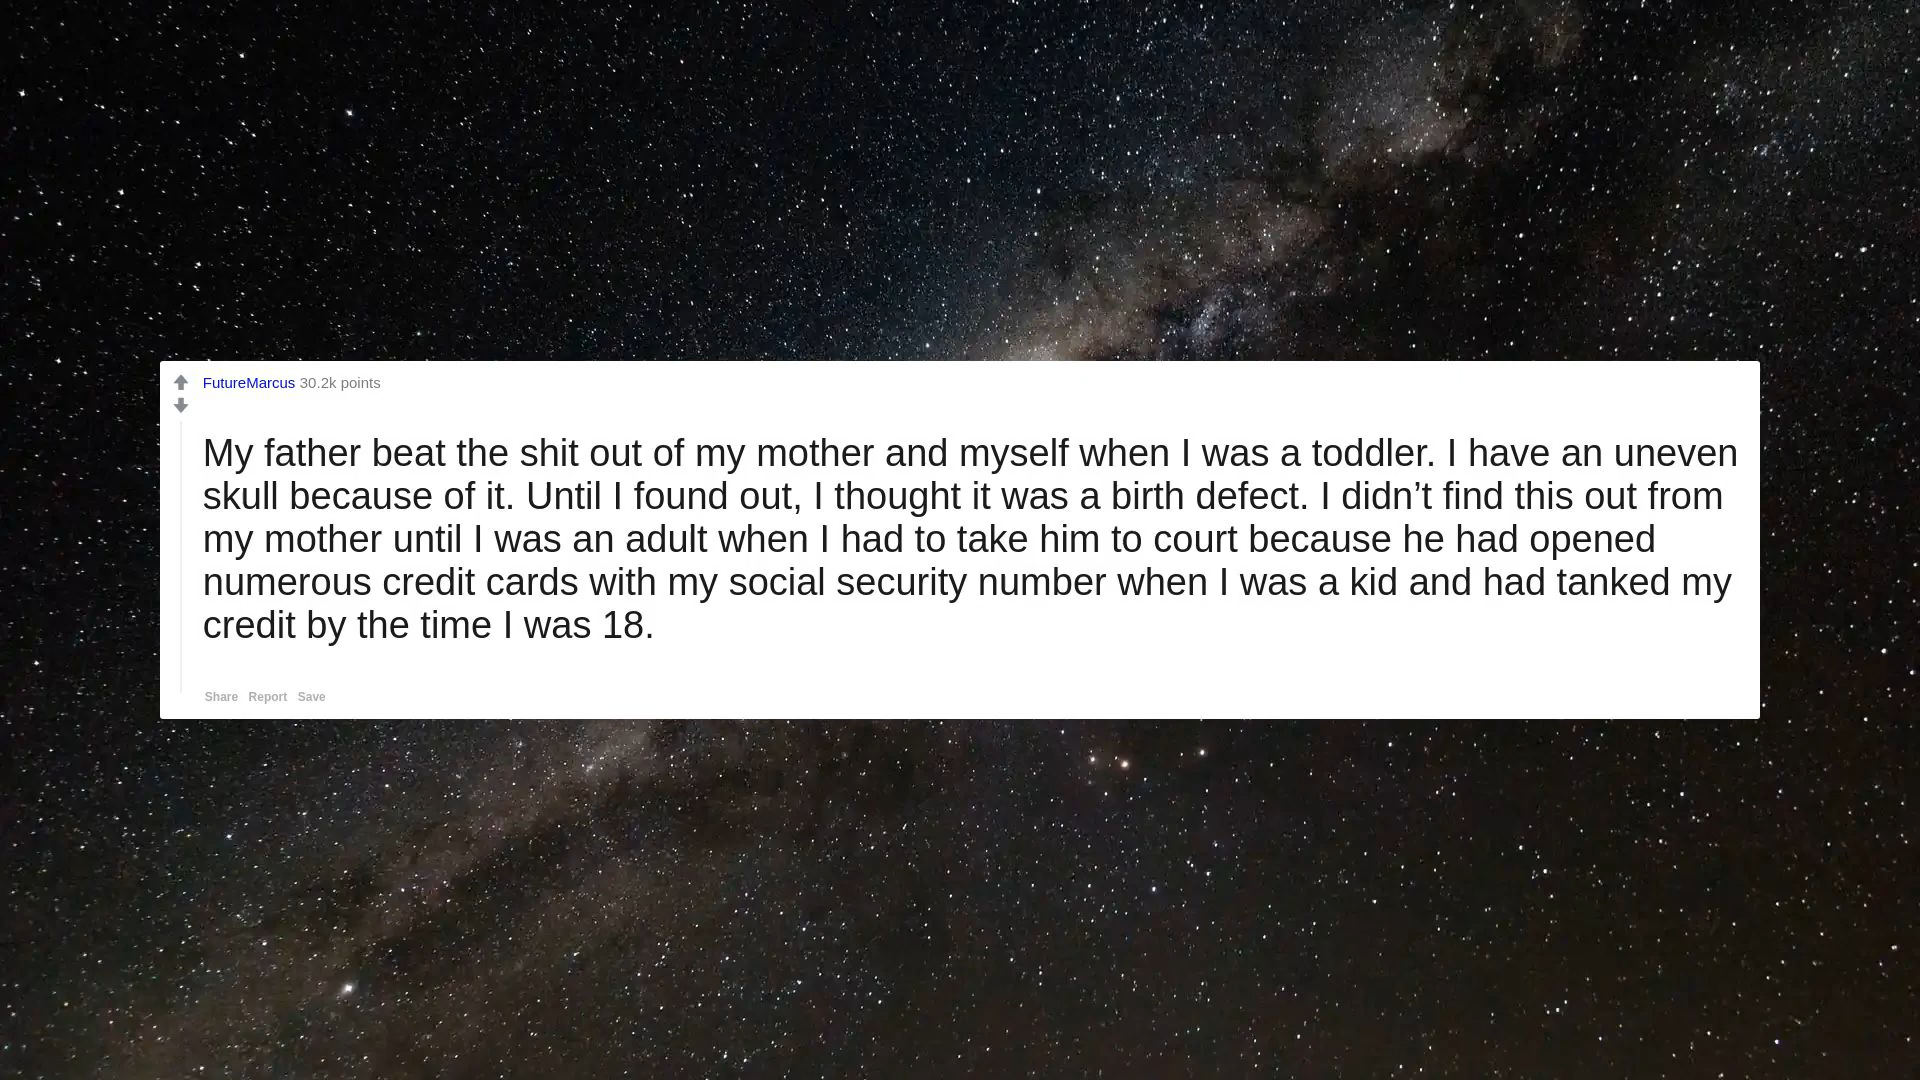 FutureMarcus 30.2k points
My father beat the shit out of my mother and myself when I was a toddler. I have an uneven
skull because of it. Until I found out, I thought it was a birth defect. I didn’t find this out from
my mother until I was an adult when I had to take him to court because he had opened
numerous credit cards with my social security number when I was a kid and had tanked my
credit by the time I was 18.
Share Report Save